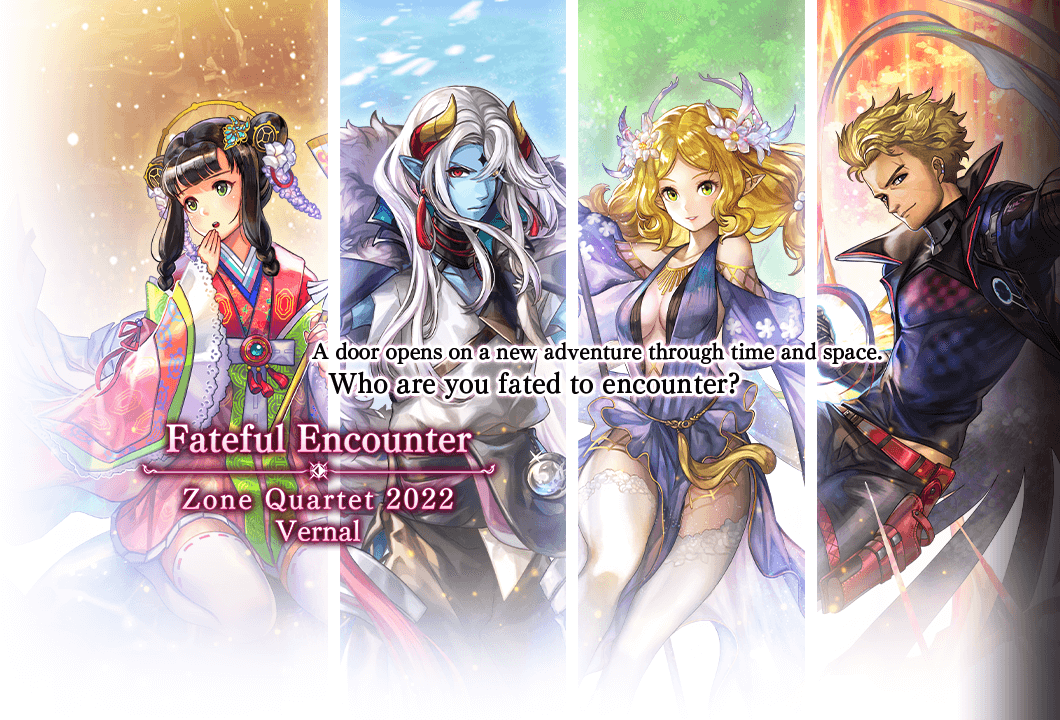 A door opens on a new adventure through time and space.
Who are you fated to encounter?
Fateful Encounter
Zone Quartet 2022
Vernal